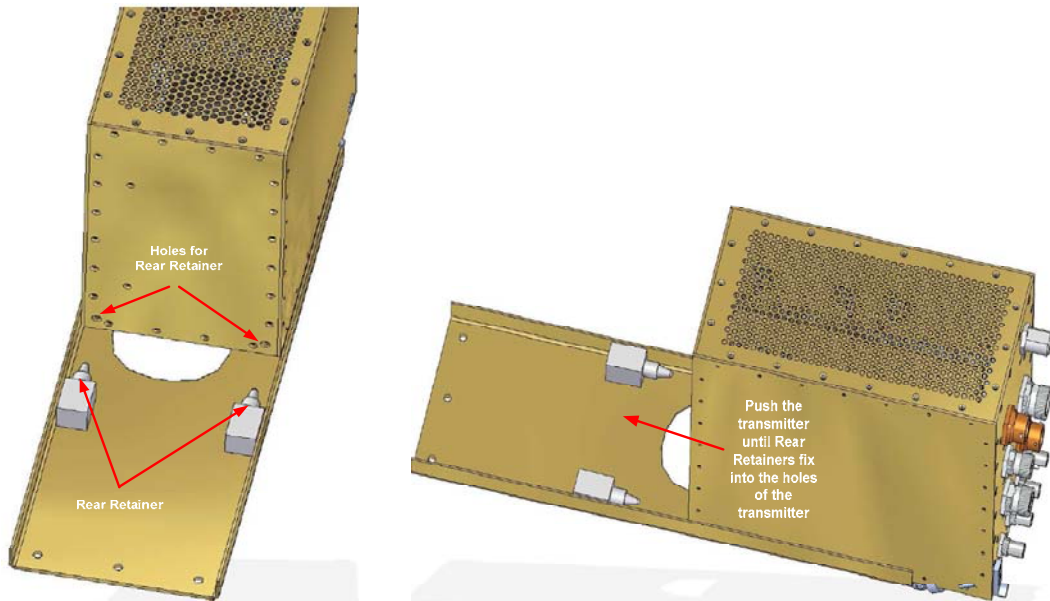 Holes for
Rear Retainer
Rear Retainer
Push the
transmitter
until Rear
Retainers fix
into the holes
of the
transmitter